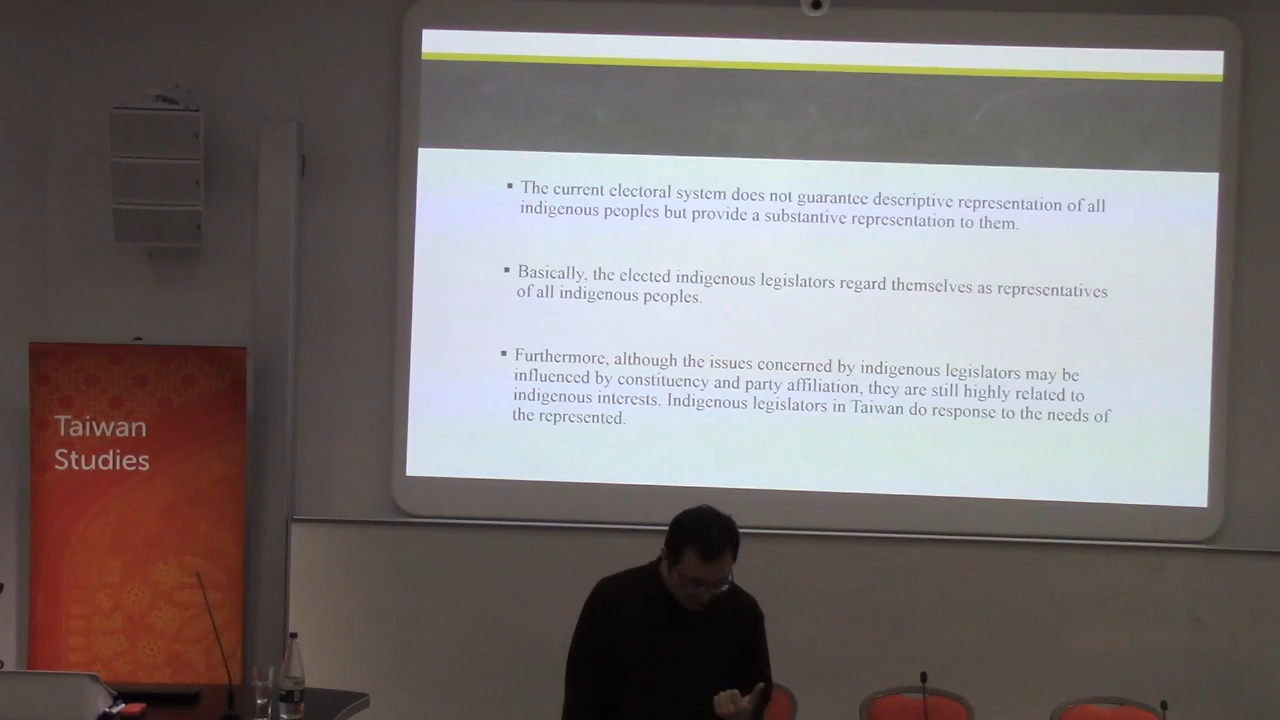 The current electoral system does not guarantee descriptive representation of all
indigenous peoples but provide a substantive representation to them.
Basically, the elected indigenous legislators regard themselves as representatives
of all indigenous peoples.
Furthermore, although the issues concerned by indigenous legislators may be
influenced by constituency and party affiliation, they are still highly related to
indigenous interests. Indigenous legislators in Taiwan do response to the needs of
the represented.
Taiwan
Studies